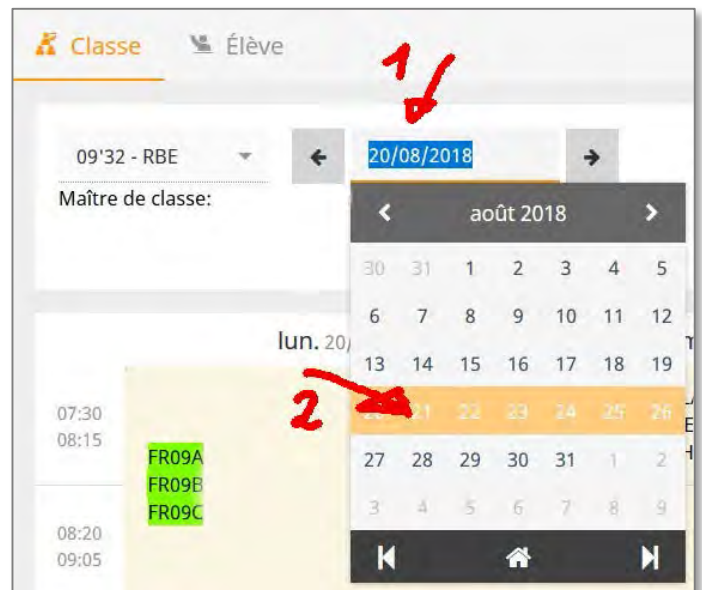 Classe Élève
1
09'32 - RBE 20/08/2018
Maître de classe:
août 2018
30 31 1 2 3 4 5
6 7 8 9 10 11 12
13 14 15 16 17 18 19
21 22 23 24 25 26
27 28 29 30 31 1 2
3 4 5 6 7 8 9
lun. 20/
2
07:30
08:15
FR09A
FR09B
FR09C
08:20
09:05